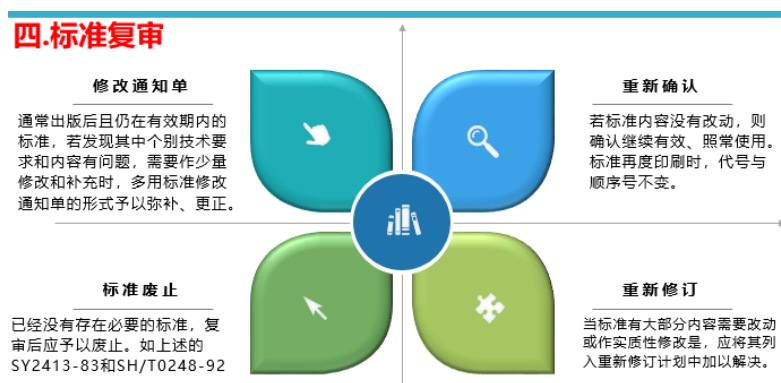 四.标准复审
修改通知单
通常出版后且仍在有效期内的
标准，若发现其中个别技术要
求和内容有问题，需要作少量
修改和补充时，多用标准修改
通知单的形式予以弥补、更正。
重新确认
若标准内容没有改动，则
确认继续有效、照常使用。
标准再度印刷时，代号与
顺序号不变。
标准废止
已经没有存在必要的标准，复
审后应予以废止。如上述的
SY2413-83和SH/T0248-92
重新修订
当标准有大部分内容需要改动
或作实质性修改是，应将其列
入重新修订计划中加以解决。